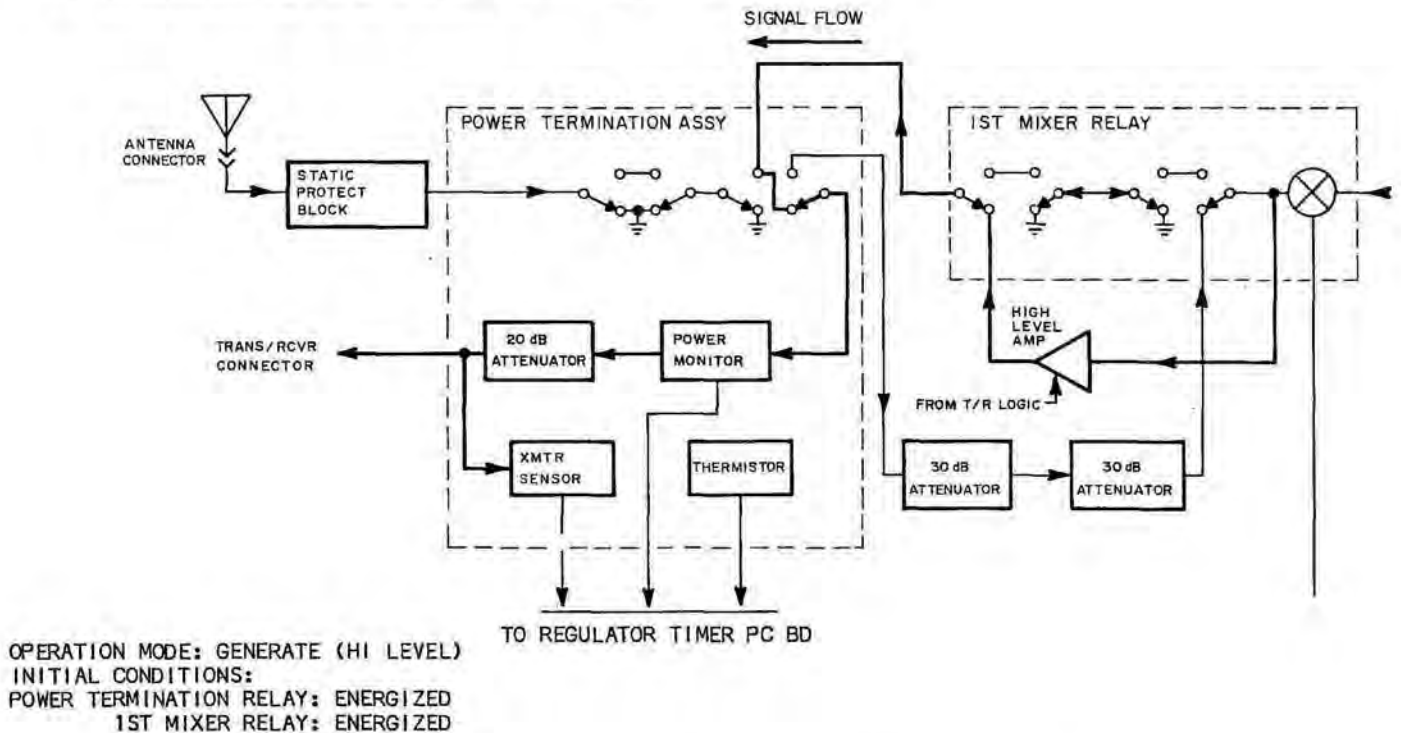 SIGNAL FLOW
ANTENNA
CONNECTOR
STATIC
PROTECT
BLOCK
POWER TERMINATION ASSY
1ST MIXER RELAY
TRANS/RCVR
CONNECTOR
20 dB
ATTENUATOR
POWER
MONITOR
HIGH
LEVEL
AMP
FROM T/R LOGIC
XMTR
SENSOR
THERMISTOR
30 dB
ATTENUATOR
30 dB
ATTENUATOR
TO REGULATOR TIMER PC BD
OPERATION MODE: GENERATE (HI LEVEL)
INITIAL CONDITIONS:
POWER TERMINATION RELAY: ENERGIZED
1ST MIXER RELAY: ENERGIZED